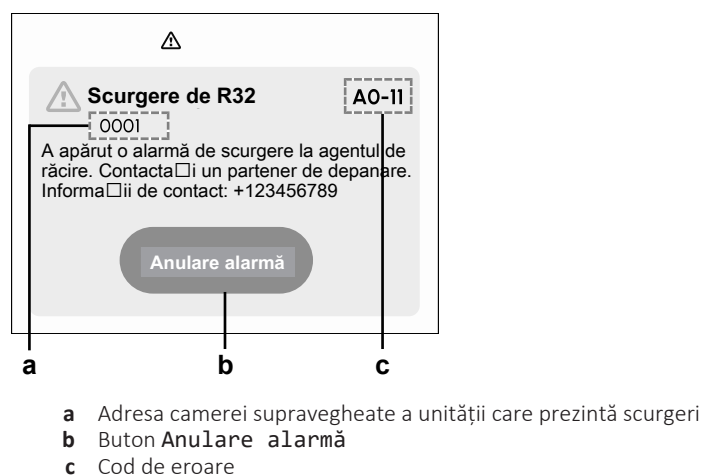 Scurgere de R32
A0-11
0001
A apărut o alarmă de scurgere la agentul de
răcire. Contacta□i un partener de depanare.
Informa□ii de contact: +123456789
Anulare alarmă
a b c
a Adresa camerei supravegheate a unității care prezintă scurgeri
b Buton Anulare alarmă
c Cod de eroare